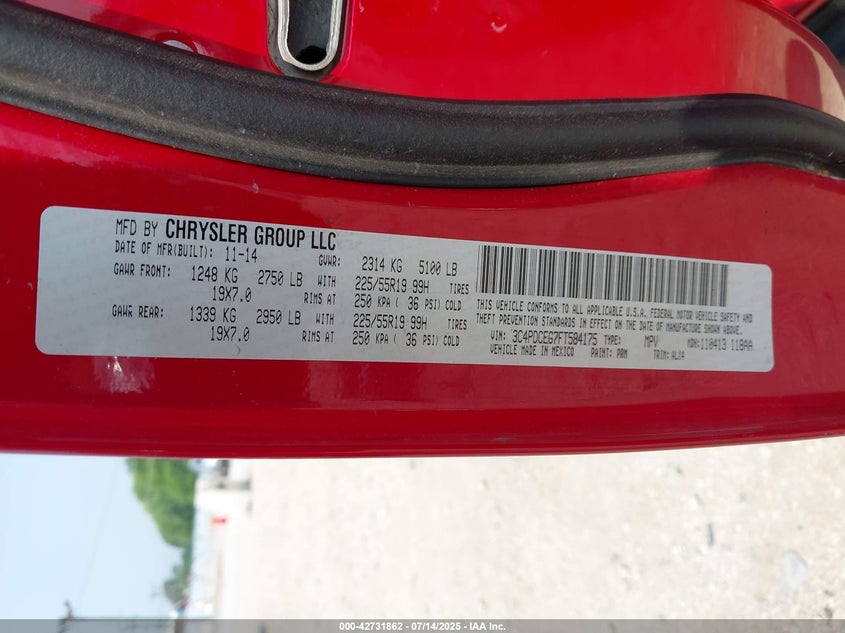 MFD BY CHRYSLER GROUP LLC
DATE OF MFR(BUILT): 11-14 GVWR: 2314 KG 5100 LB
GAWR FRONT: 1248 KG 2750 LB WITH 225/55R19 99H TIRES
19X7.0 RIMS AT 250 KPA ( 36 PSI) COLD
GAWR REAR: 1339 KG 2950 LB WITH 225/55R19 99H TIRES
19X7.0 RIMS AT 250 KPA ( 36 PSI) COLD
THIS VEHICLE CONFORMS TO ALL APPLICABLE U.S.A. FEDERAL MOTOR VEHICLE SAFETY AND
THEFT PREVENTION STANDARDS IN EFFECT ON THE DATE OF MANUFACTURE SHOWN ABOVE.
VIN: 3C4PDCEG7FT584175 TYPE: MPV MDH:110413 118AA
VEHICLE MADE IN MEXICO PAINT: PRM TRIM:
000-42731862 - 07/14/2025 - IAA Inc.